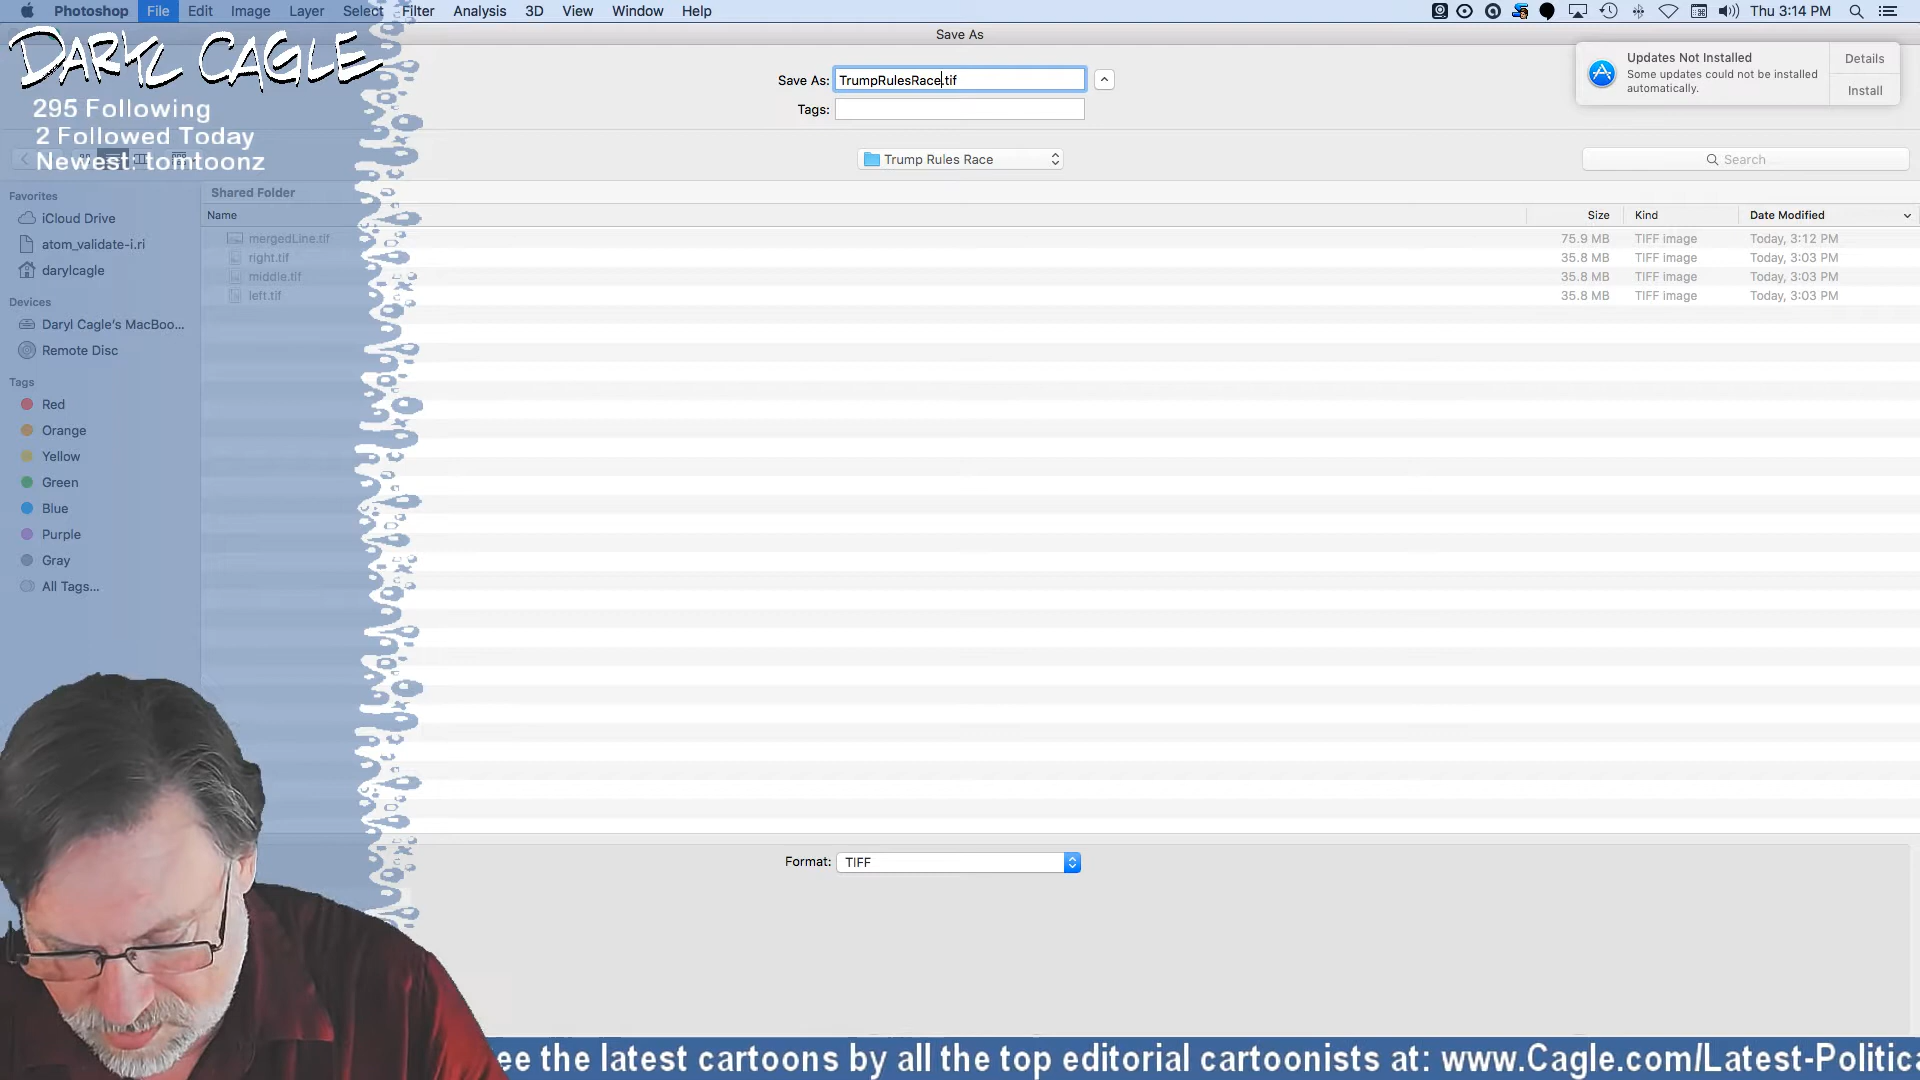 Photoshop File Edit Image Layer Select Filter Analysis 3D View Window Help Thu 3:14 PM
Save As
DARYL CAGLE
295 Following
2 Followed Today
Newest: tomtoonz
Save As: TrumpRulesRace.tif
Tags:
Updates Not Installed
Some updates could not be installed
automatically.
Details
Install
Trump Rules Race
Search
Favorites
iCloud Drive
atom_validate-i.ri
darylcagle
Devices
Daryl Cagle's MacBoo...
Remote Disc
Tags
Red
Orange
Yellow
Green
Blue
Purple
Gray
All Tags...
Shared Folder
Name Size Kind Date Modified
mergedLine.tif 75.9 MB TIFF image Today, 3:12 PM
right.tif 35.8 MB TIFF image Today, 3:03 PM
middle.tif 35.8 MB TIFF image Today, 3:03 PM
left.tif 35.8 MB TIFF image Today, 3:03 PM
Format: TIFF
ee the latest cartoons by all the top editorial cartoonists at: www.Cagle.com/Latest-Politica